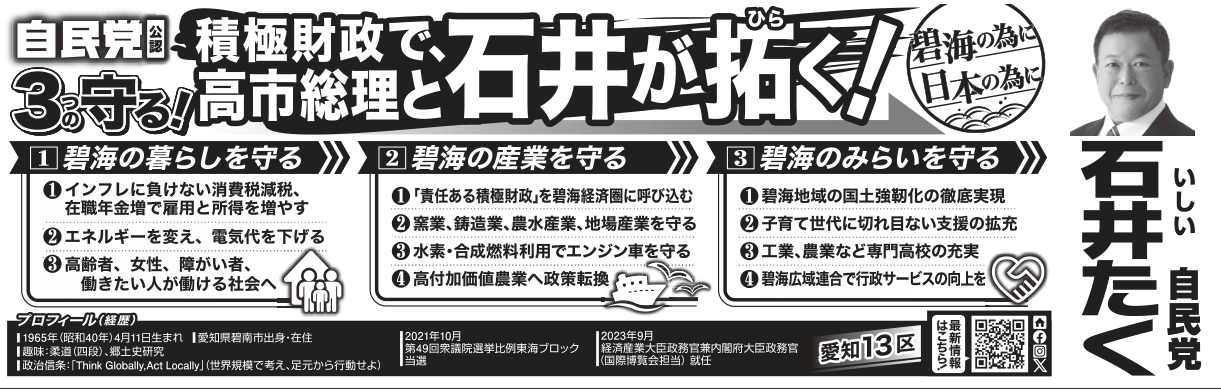 自民党公認
3つの守る!
積極財政で、
高市総理と
石井が拓く!
ひら
碧海の為に
日本の為に
1 碧海の暮らしを守る
❶インフレに負けない消費税減税、
在職年金増で雇用と所得を増やす
❷エネルギーを変え、電気代を下げる
❸高齢者、女性、障がい者、
働きたい人が働ける社会へ
2 碧海の産業を守る
❶「責任ある積極財政」を碧海経済圏に呼び込む
❷窯業、鋳造業、農水産業、地場産業を守る
❸水素・合成燃料利用でエンジン車を守る
❹高付加価値農業へ政策転換
3 碧海のみらいを守る
❶碧海地域の国土強靭化の徹底実現
❷子育て世代に切れ目ない支援の拡充
❸工業、農業など専門高校の充実
❹碧海広域連合で行政サービスの向上を
プロフィール(経歴)
1965年(昭和40年)4月11日生まれ 愛知県碧南市出身・在住
趣味:柔道(四段)、郷土史研究
政治信条:「Think Globally,Act Locally」(世界規模で考え、足元から行動せよ)
2021年10月
第49回衆議院選挙比例東海ブロック
当選
2023年9月
経済産業大臣政務官兼内閣府大臣政務官
(国際博覧会担当) 就任
愛知13区
最新情報
はこちら!
いしい
石井たく
自民党